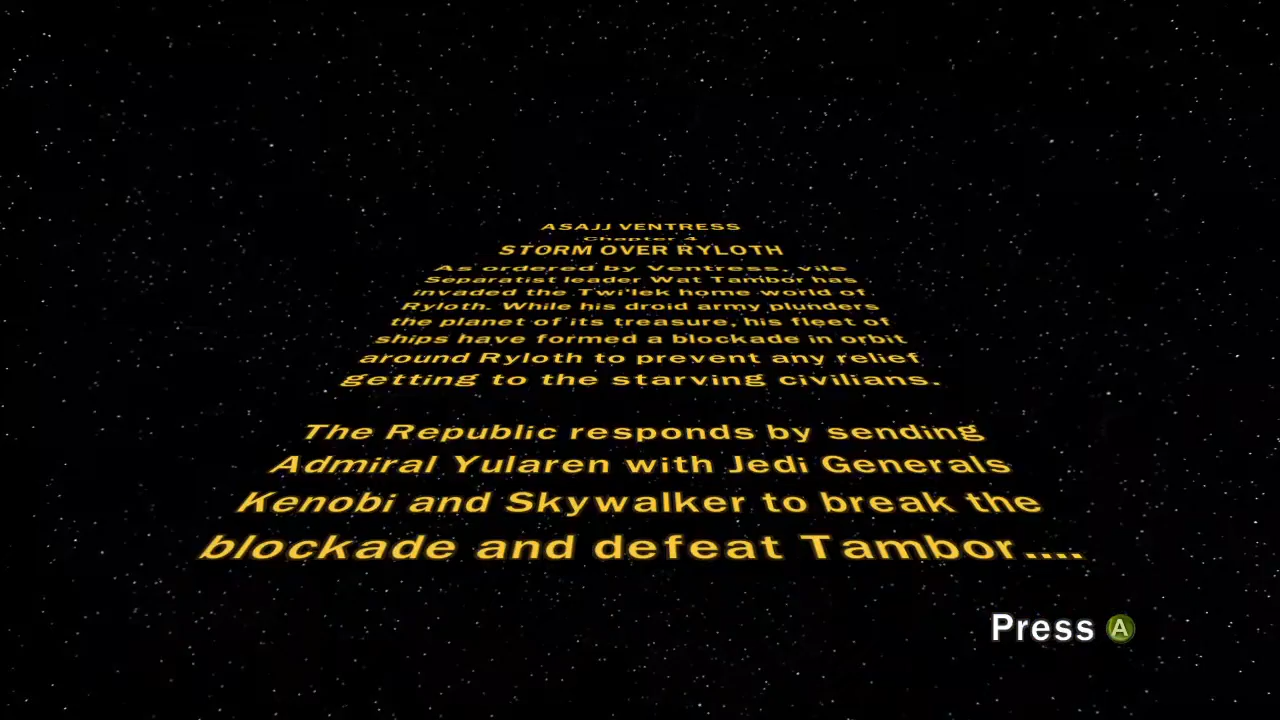 ASAJJ VENTRESS
Chapter 4
STORM OVER RYLOTH
As ordered by Ventress, vile
Separatist leader Wat Tambor has
invaded the Twi'lek home world of
Ryloth. While his droid army plunders
the planet of its treasure, his fleet of
ships have formed a blockade in orbit
around Ryloth to prevent any relief
getting to the starving civilians.
The Republic responds by sending
Admiral Yularen with Jedi Generals
Kenobi and Skywalker to break the
blockade and defeat Tambor....
Press A